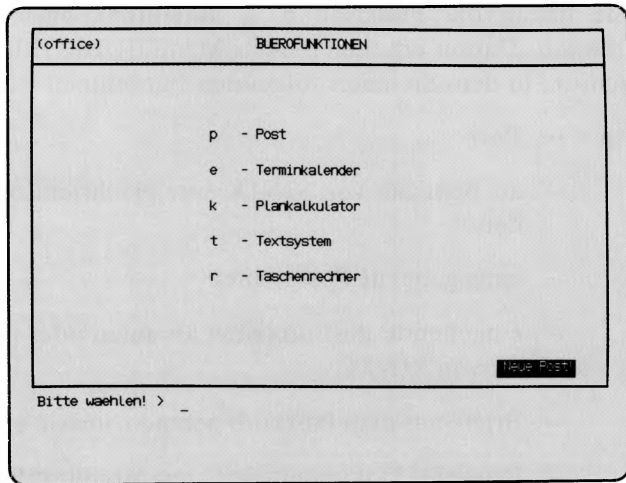 (office) BUEROFUNKTIONEN
p - Post
e - Terminkalender
k - Plankalkulator
t - Textsystem
r - Taschenrechner
Neue Post!
Bitte waehlen! > _